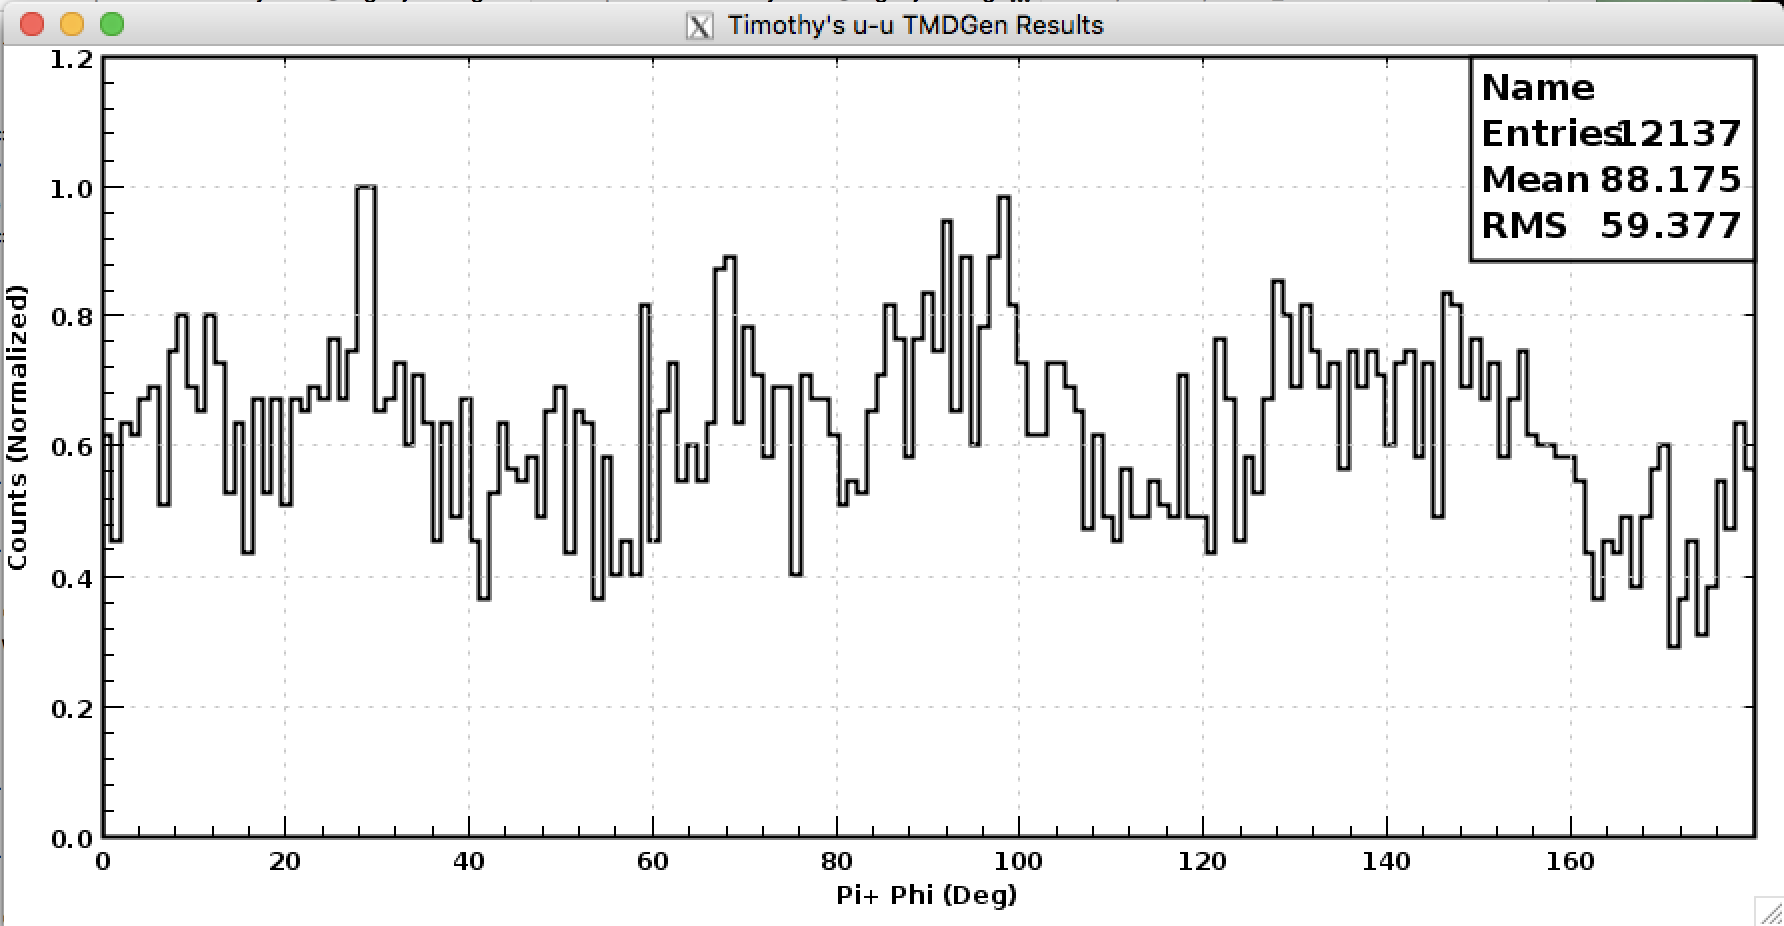 Timothy's u-u TMDGen Results
Name
Entries 12137
Mean 88.175
RMS 59.377
1.2
1.0
0.8
0.6
0.4
0.2
0.0
Counts (Normalized)
0 20 40 60 80 100 120 140 160
Pi+ Phi (Deg)